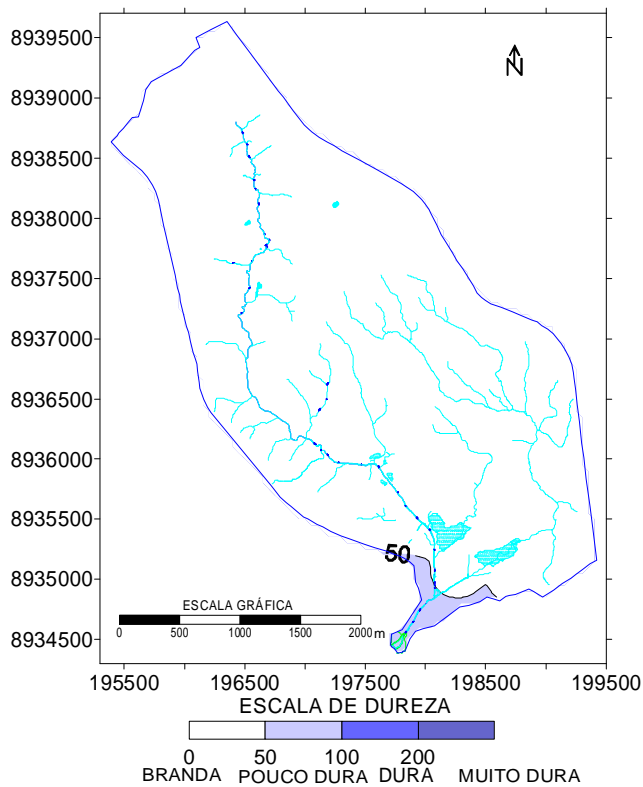 8939500
8939000
8938500
8938000
8937500
8937000
8936500
8936000
8935500
8935000
8934500
N
50
ESCALA GRÁFICA
0 500 1000 1500 2000 m
195500 196500 197500 198500 199500
ESCALA DE DUREZA
0 50 100 200
BRANDA POUCO DURA DURA MUITO DURA